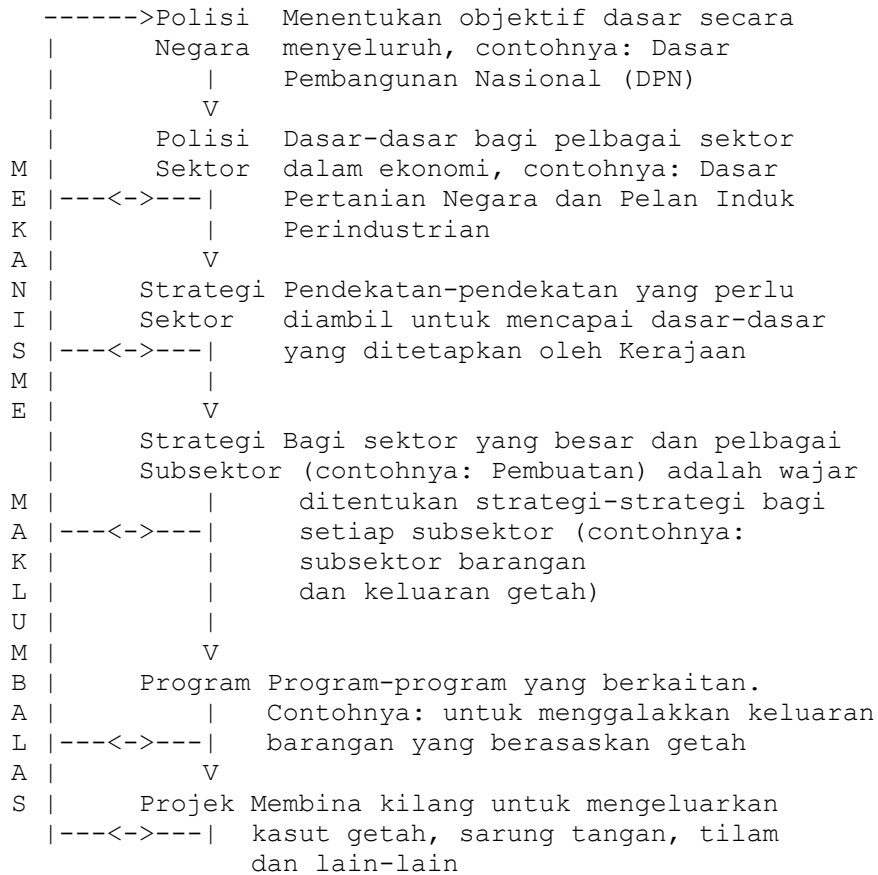 ------>Polisi  Menentukan objektif dasar secara
|       Negara  menyeluruh, contohnya: Dasar
|          |    Pembangunan Nasional (DPN)
|          V
|       Polisi  Dasar-dasar bagi pelbagai sektor
M |       Sektor  dalam ekonomi, contohnya: Dasar
E |---<->---|    Pertanian Negara dan Pelan Induk
K |          |    Perindustrian
A |          V
N |      Strategi Pendekatan-pendekatan yang perlu
I |      Sektor   diambil untuk mencapai dasar-dasar
S |---<->---|    yang ditetapkan oleh Kerajaan
M |          |
E |          V
|      Strategi Bagi sektor yang besar dan pelbagai
|      Subsektor (contohnya: Pembuatan) adalah wajar
M |          |     ditentukan strategi-strategi bagi
A |---<->---|     setiap subsektor (contohnya:
K |          |     subsektor barangan
L |          |     dan keluaran getah)
U |          |
M |          V
B |      Program Program-program yang berkaitan.
A |          |   Contohnya: untuk menggalakkan keluaran
L |---<->---|   barangan yang berasaskan getah
A |          V
S |      Projek Membina kilang untuk mengeluarkan
|---<->---|  kasut getah, sarung tangan, tilam
dan lain-lain